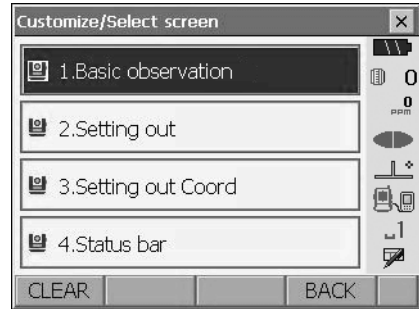 Customize/Select screen
1.Basic observation
0
0
PPM
2.Setting out
3.Setting out Coord
1
4.Status bar
CLEAR
BACK